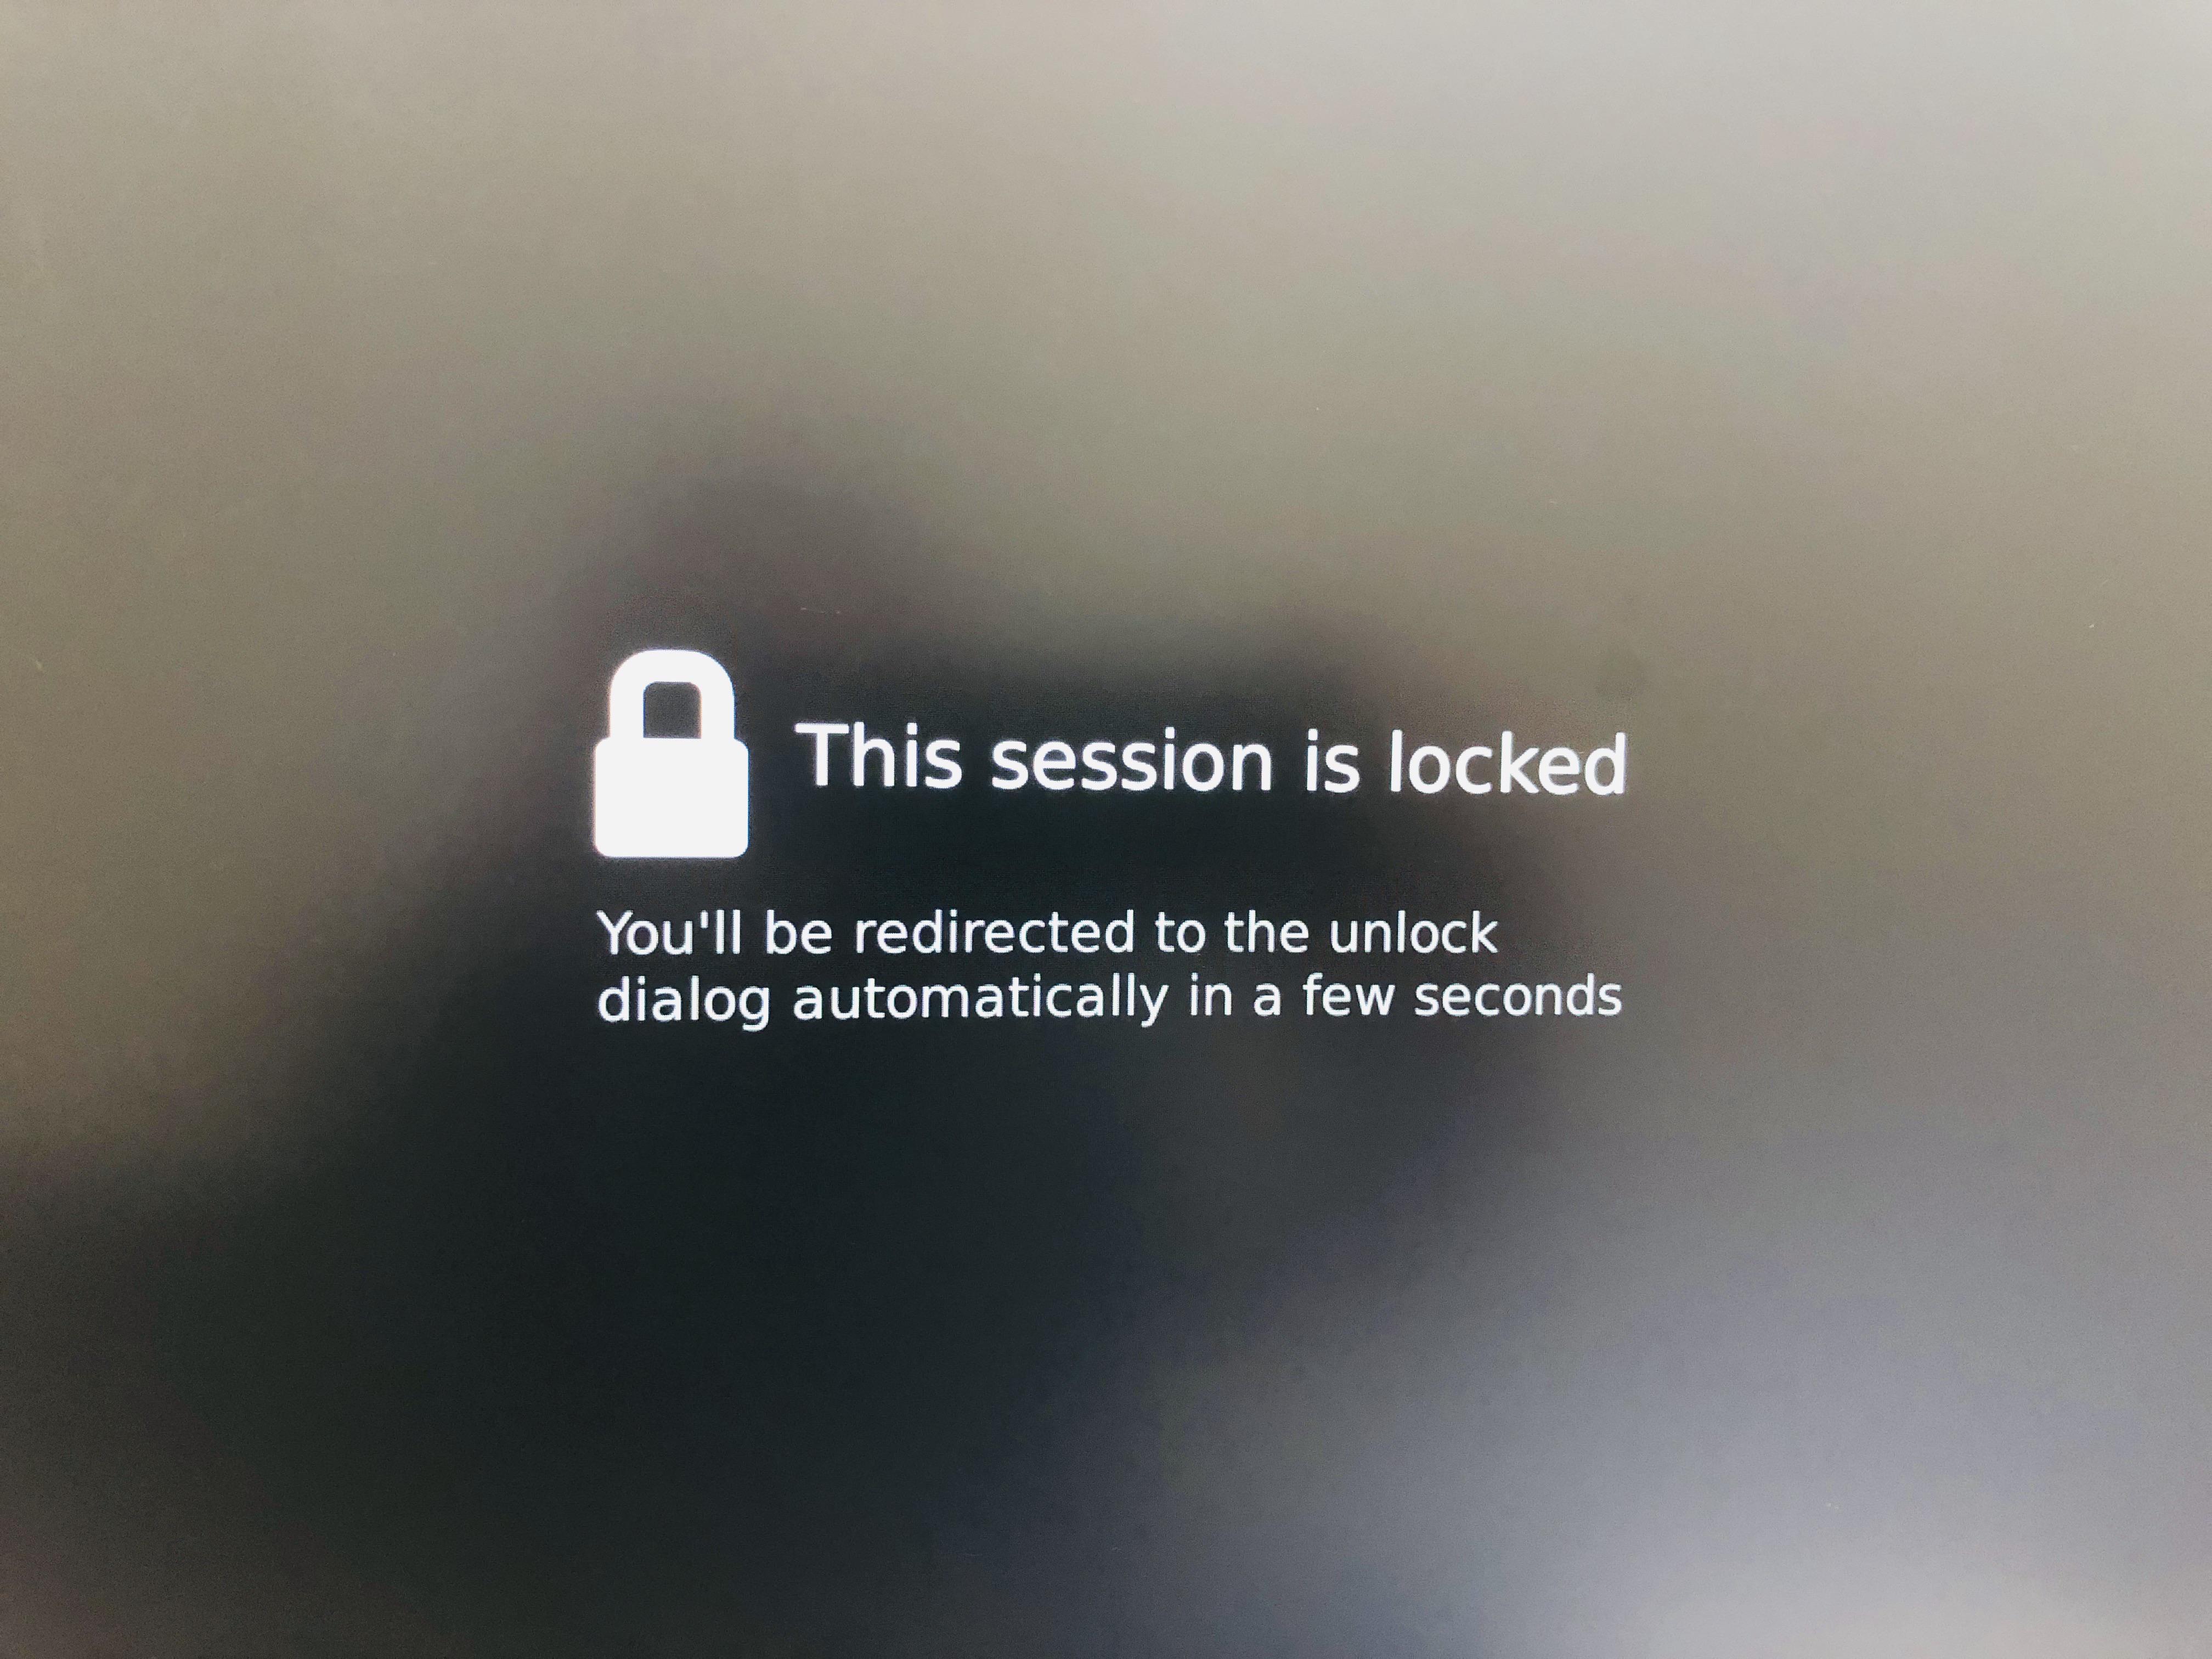 This session is locked
You'll be redirected to the unlock
dialog automatically in a few seconds